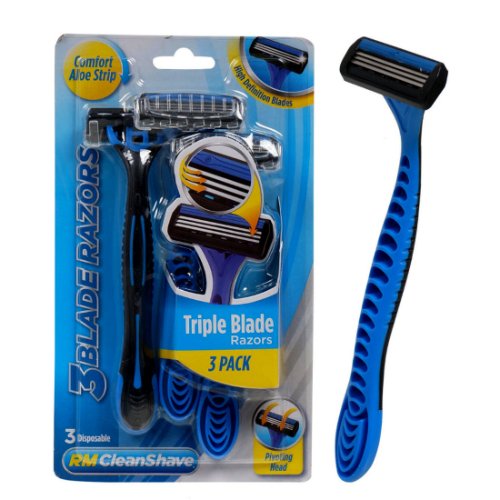 Comfort
Aloe Strip
High Definition Blades
3 BLADE RAZORS
Triple Blade
Razors
3 PACK
3 Disposable
RM CleanShave
Pivoting
Head